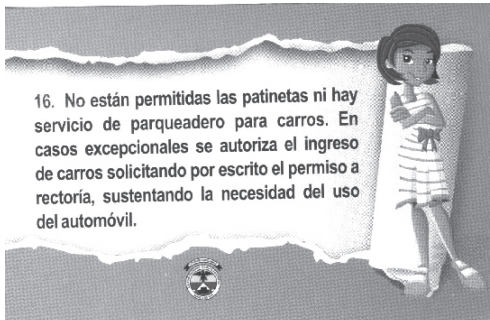 16. No están permitidas las patinetas ni hay
servicio de parqueadero para carros. En
casos excepcionales se autoriza el ingreso
de carros solicitando por escrito el permiso a
rectoría, sustentando la necesidad del uso
del automóvil.